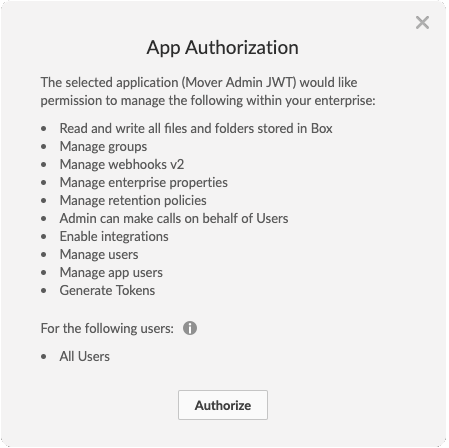 App Authorization
The selected application (Mover Admin JWT) would like
permission to manage the following within your enterprise:
• Read and write all files and folders stored in Box
• Manage groups
• Manage webhooks v2
• Manage enterprise properties
• Manage retention policies
• Admin can make calls on behalf of Users
• Enable integrations
• Manage users
• Manage app users
• Generate Tokens
For the following users:
• All Users
Authorize